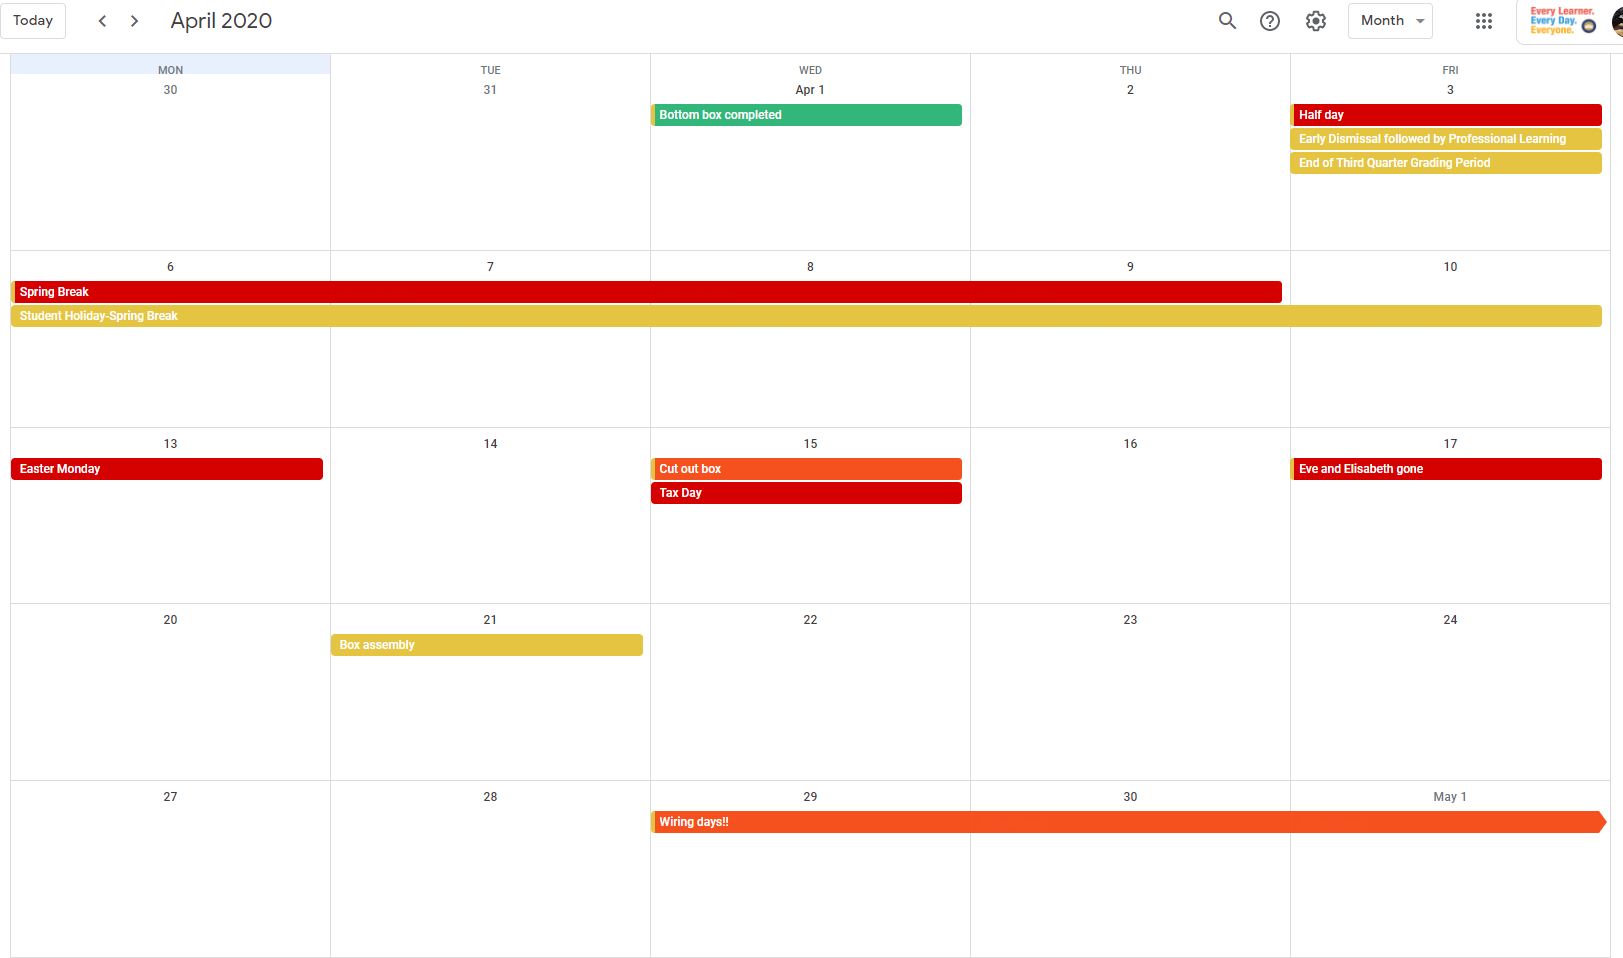 Today
April 2020
Month
Every Learner.
Every Day.
Everyone.
MON TUE WED THU FRI
30 31 Apr 1 2 3
Bottom box completed
Half day
Early Dismissal followed by Professional Learning
End of Third Quarter Grading Period
6 7 8 9 10
Spring Break
Student Holiday-Spring Break
13 14 15 16 17
Easter Monday
Cut out box
Tax Day
Eve and Elisabeth gone
20 21 22 23 24
Box assembly
27 28 29 30 May 1
Wiring days!!